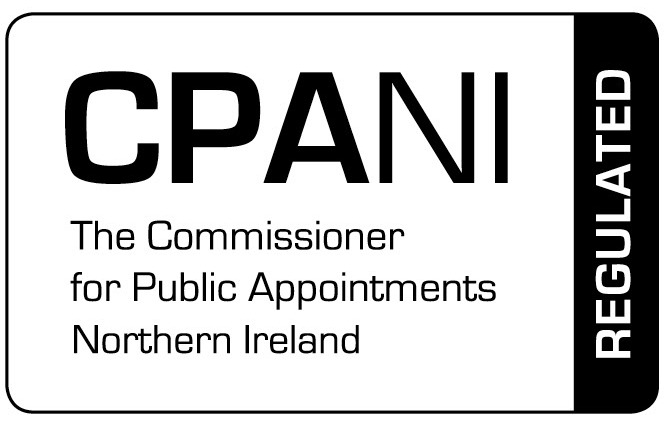 CPANI
The Commissioner
for Public Appointments
Northern Ireland
REGULATED